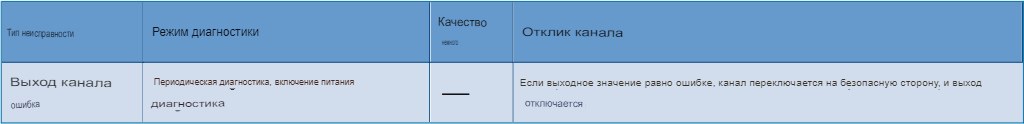 Тип неисправности
Режим диагностики
Качество
Отклик канала
Выход канала
ошибка
Периодическая диагностика, включение питания
диагностика
Если выходное значение равно ошибке, канал переключается на безопасную сторону, и выход
отключается